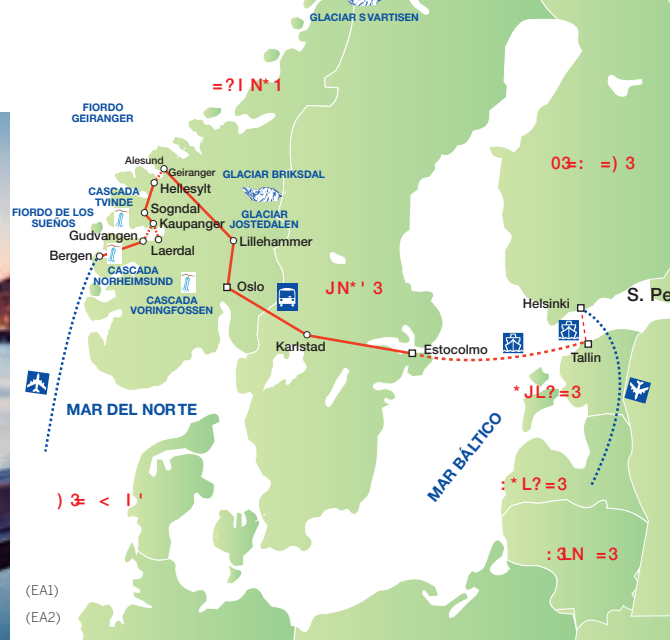 GLACIAR SVARTISEN
FIORDO
GEIRANGER
Alesund
Geiranger
Hellesylt
GLACIAR BRIKSDAL
CASCADA
TVINDE
Sogndal
FIORDO DE LOS
SUEÑOS
Kaupanger
GLACIAR
JOSTEDALEN
Gudvangen
Laerdal
Lillehammer
Bergen
CASCADA
NORHEIMSUND
CASCADA
VORINGFOSSEN
Oslo
Karlstad
Estocolmo
Helsinki
S. Pe
Tallin
MAR DEL NORTE
MAR BÁLTICO
(EA1)
(EA2)